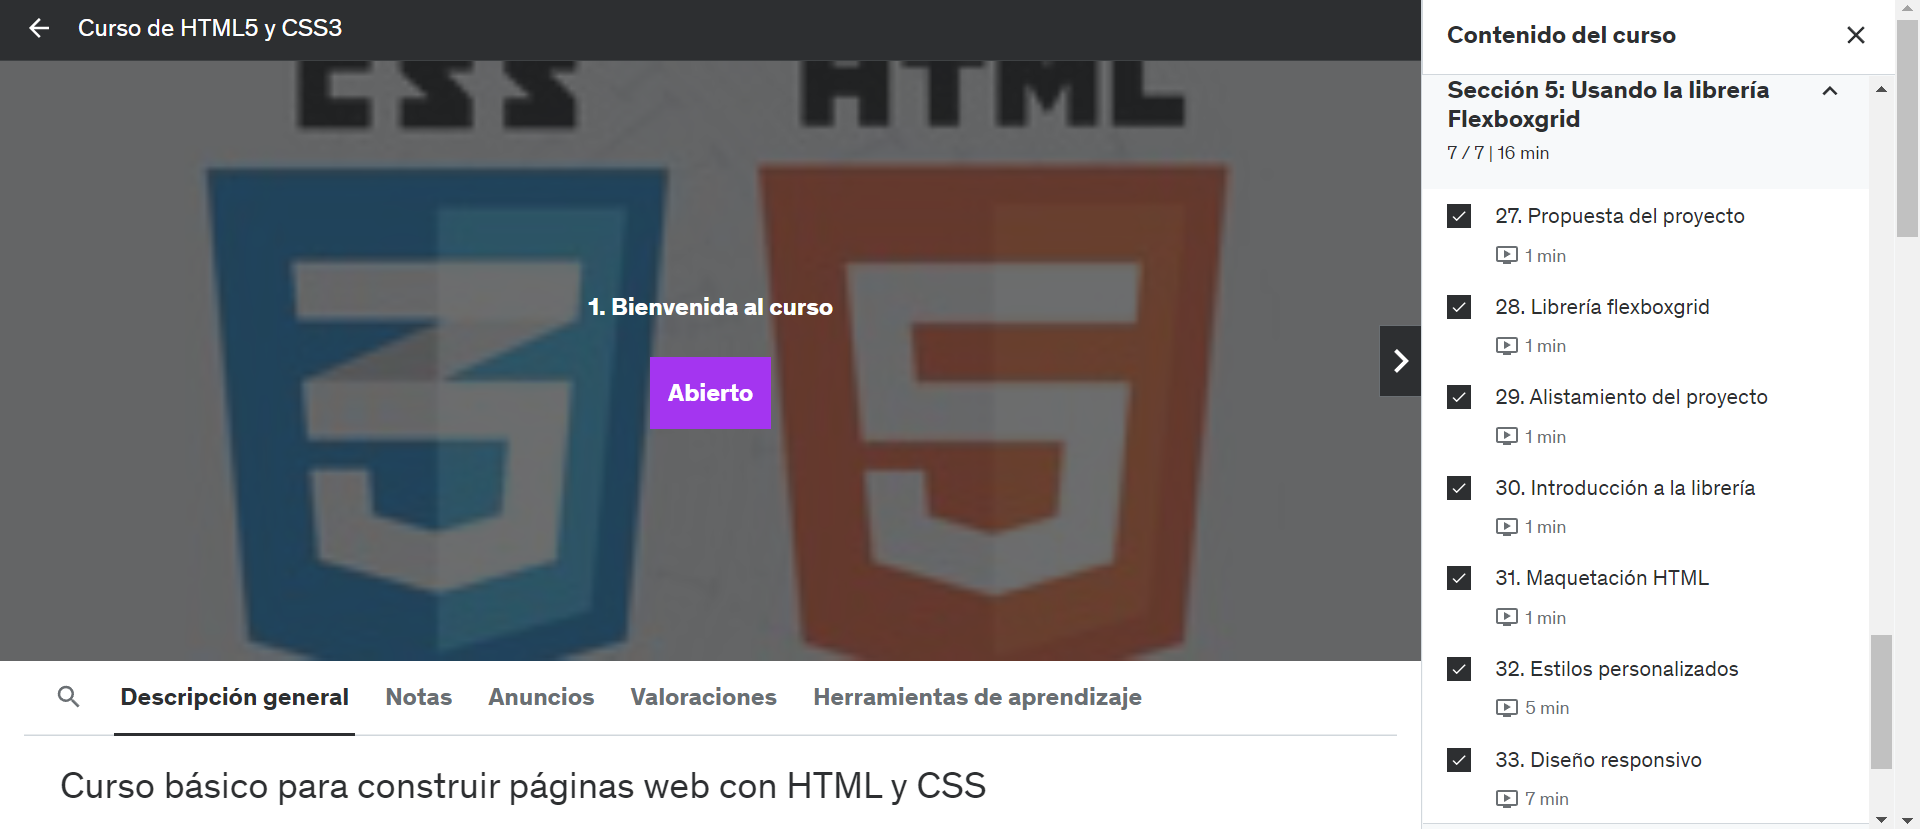 Curso de HTML5 y CSS3
CSS HTML
3 5
1. Bienvenida al curso
Abierto
Descripción general Notas Anuncios Valoraciones Herramientas de aprendizaje
Curso básico para construir páginas web con HTML y CSS
Contenido del curso
Sección 5: Usando la librería
Flexboxgrid
7 / 7 | 16 min
27. Propuesta del proyecto
1 min
28. Librería flexboxgrid
1 min
29. Alistamiento del proyecto
1 min
30. Introducción a la librería
1 min
31. Maquetación HTML
1 min
32. Estilos personalizados
5 min
33. Diseño responsivo
7 min